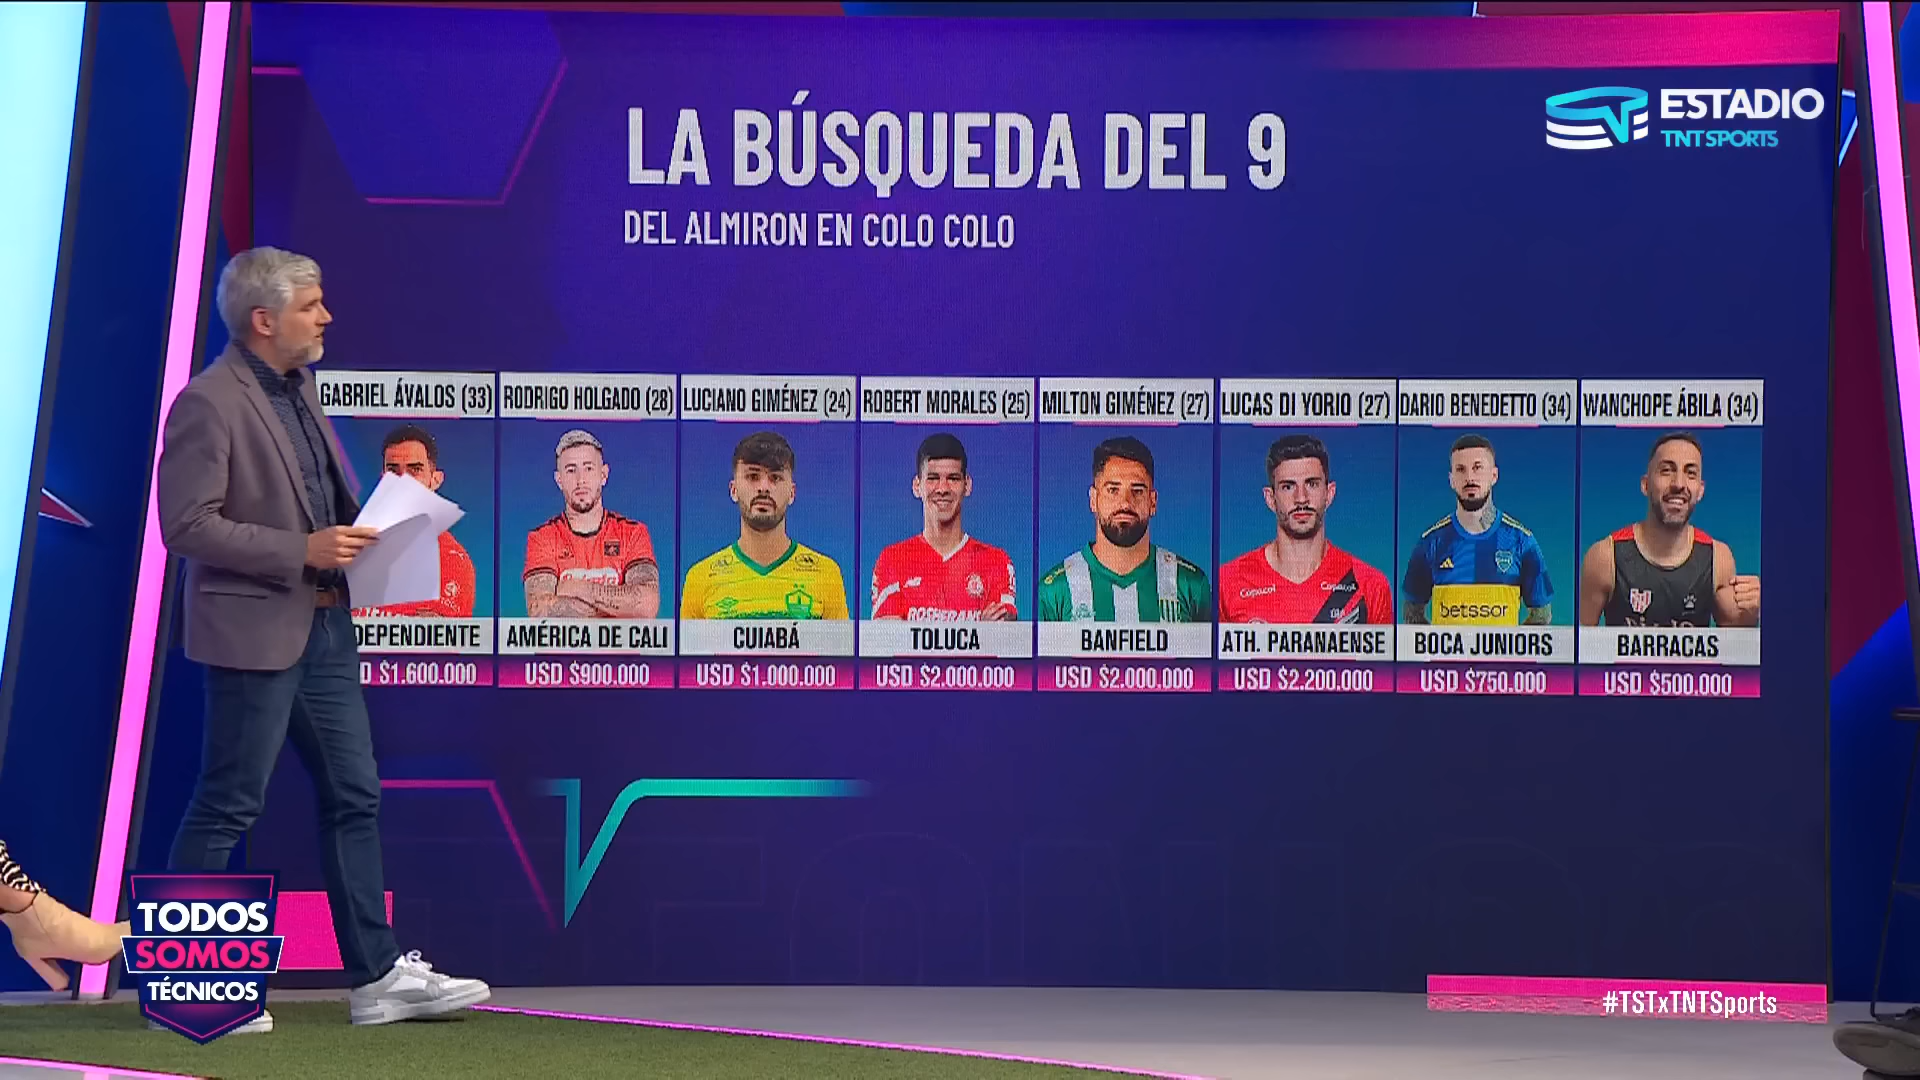 LA BÚSQUEDA DEL 9
DEL ALMIRON EN COLO COLO
ESTADIO
TNT SPORTS
GABRIEL ÁVALOS (33)
RODRIGO HOLGADO (28)
LUCIANO GIMÉNEZ (24)
ROBERT MORALES (25)
MILTON GIMÉNEZ (27)
LUCAS DI YORIO (27)
DARIO BENEDETTO (34)
WANCHOPE ÁBILA (34)
Copacol
Copacol
betssor
DEPENDIENTE
AMÉRICA DE CALI
CUIABÁ
TOLUCA
BANFIELD
ATH. PARANAENSE
BOCA JUNIORS
BARRACAS
D $1.600.000
USD $900.000
USD $1.000.000
USD $2.000.000
USD $2.000.000
USD $2.200.000
USD $750.000
USD $500.000
TODOS
SOMOS
TÉCNICOS
#TSTxTNTSports